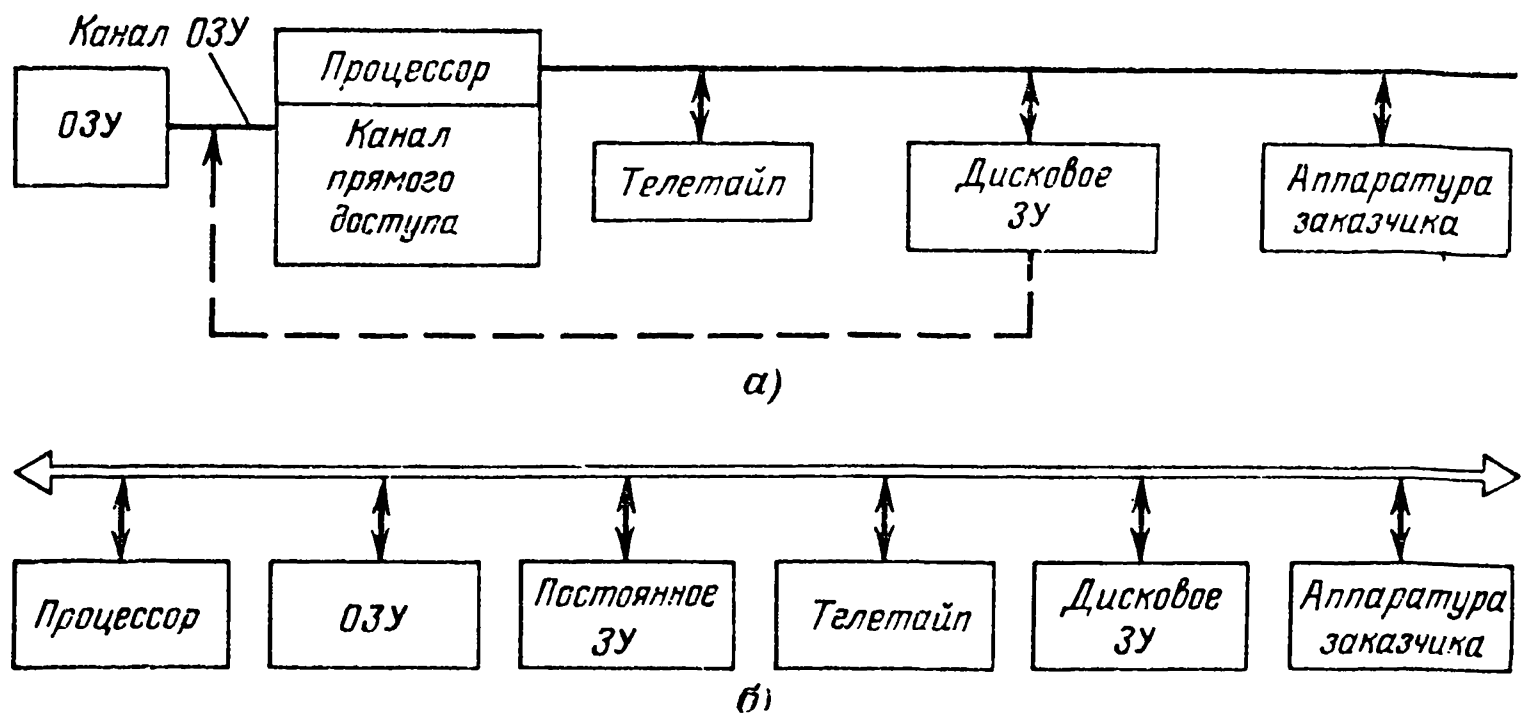 Канал ОЗУ
ОЗУ
Процессор
Канал
прямого
доступа
Телетайп
Дисковое
ЗУ
Аппаратура
заказчика
а)
Процессор
ОЗУ
Постоянное
ЗУ
Телетайп
Дисковое
ЗУ
Аппаратура
заказчика
б)